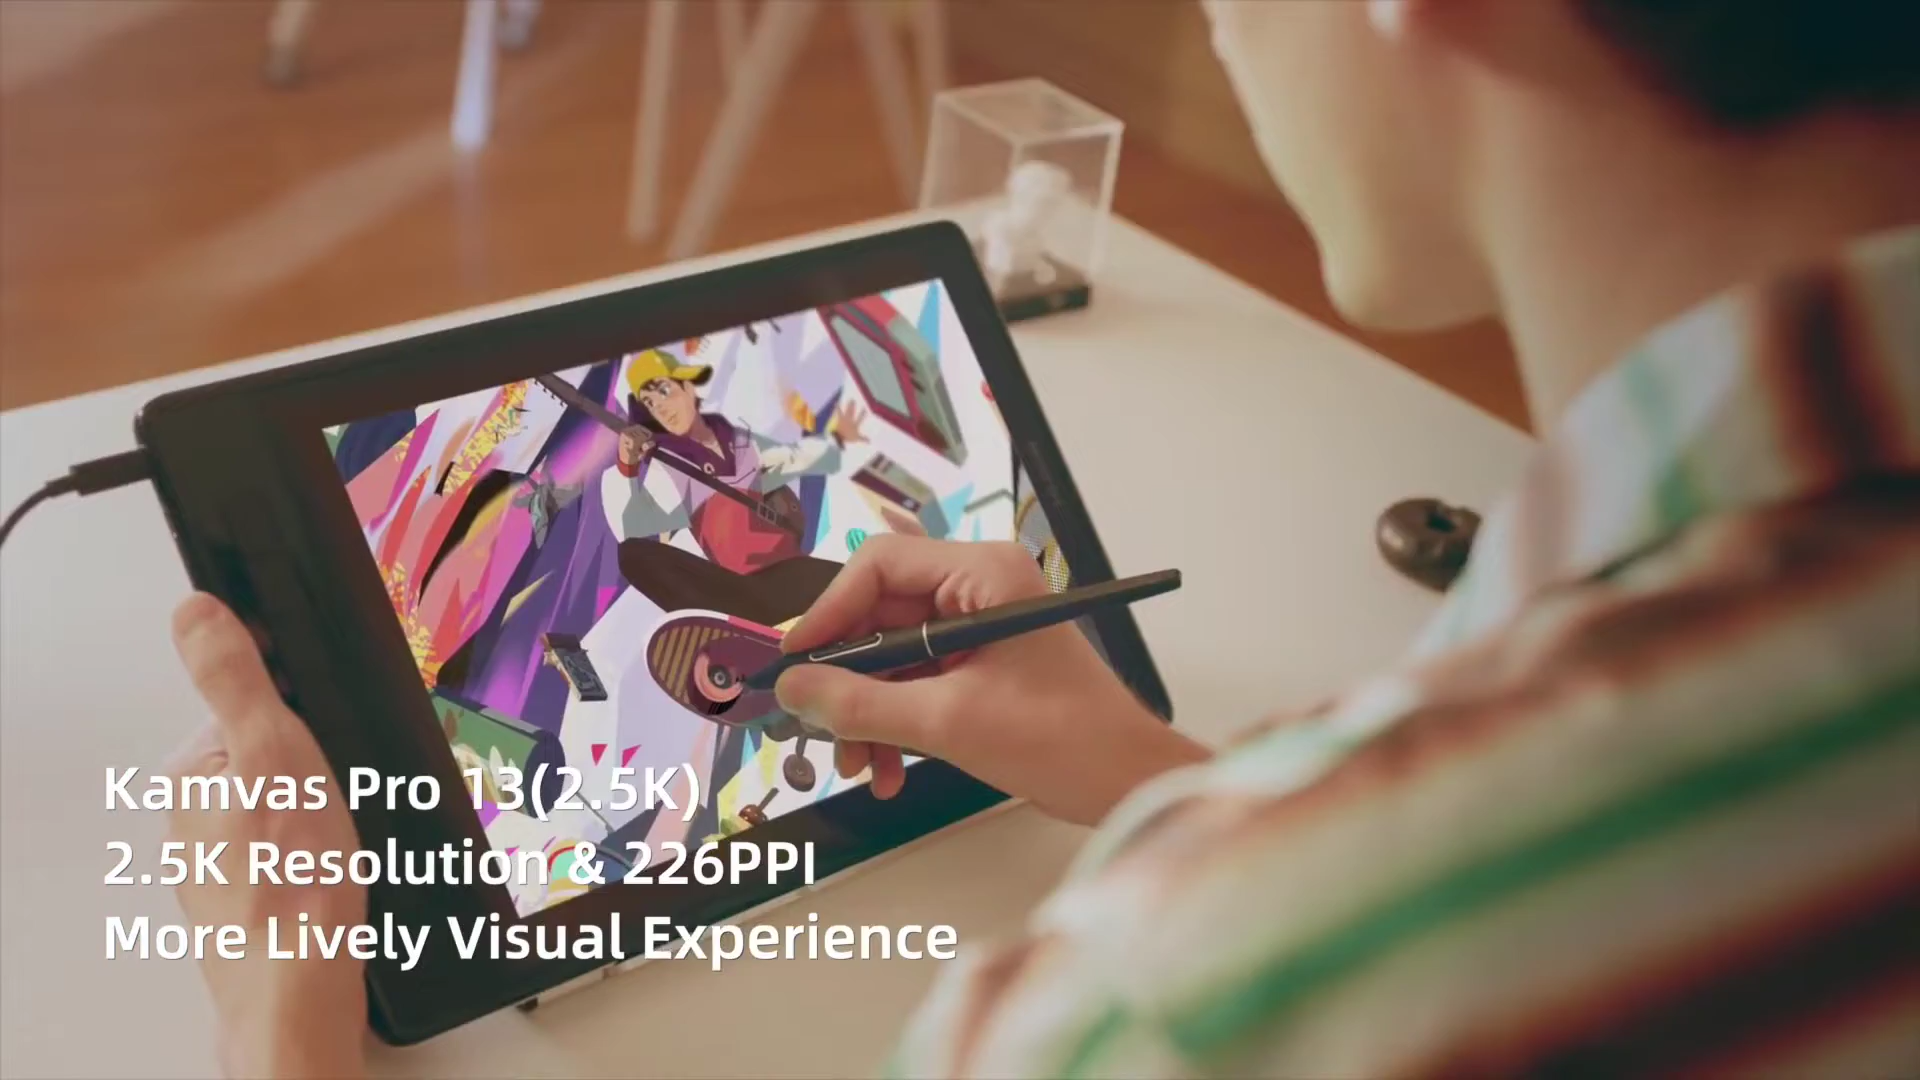 Kamvas Pro 13(2.5K)
2.5K Resolution & 226PPI
More Lively Visual Experience